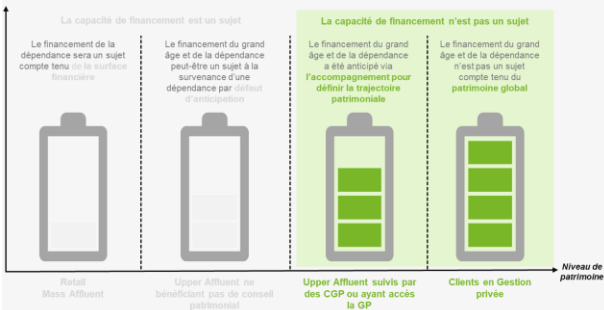 La capacité de financement est un sujet
La capacité de financement n'est pas un sujet
Le financement de la
dépendance sera un sujet
compte tenu de la surface
financière
Le financement du grand
âge et de la dépendance
peut-être un sujet à la
survenance d'une
dépendance par défaut
d'anticipation
Le financement du grand
âge et de la dépendance
a été anticipé via
l'accompagnement pour
définir la trajectoire
patrimoniale
Le financement du grand
âge et de la dépendance
n'est pas un sujet
compte tenu du
patrimoine global
Niveau de
patrimoine
Retail
Mass Affluent
Upper Affluent ne
bénéficiant pas de conseil
patrimonial
Upper Affluent suivis par
des CGP ou ayant accès
la GP
Clients en Gestion
privée